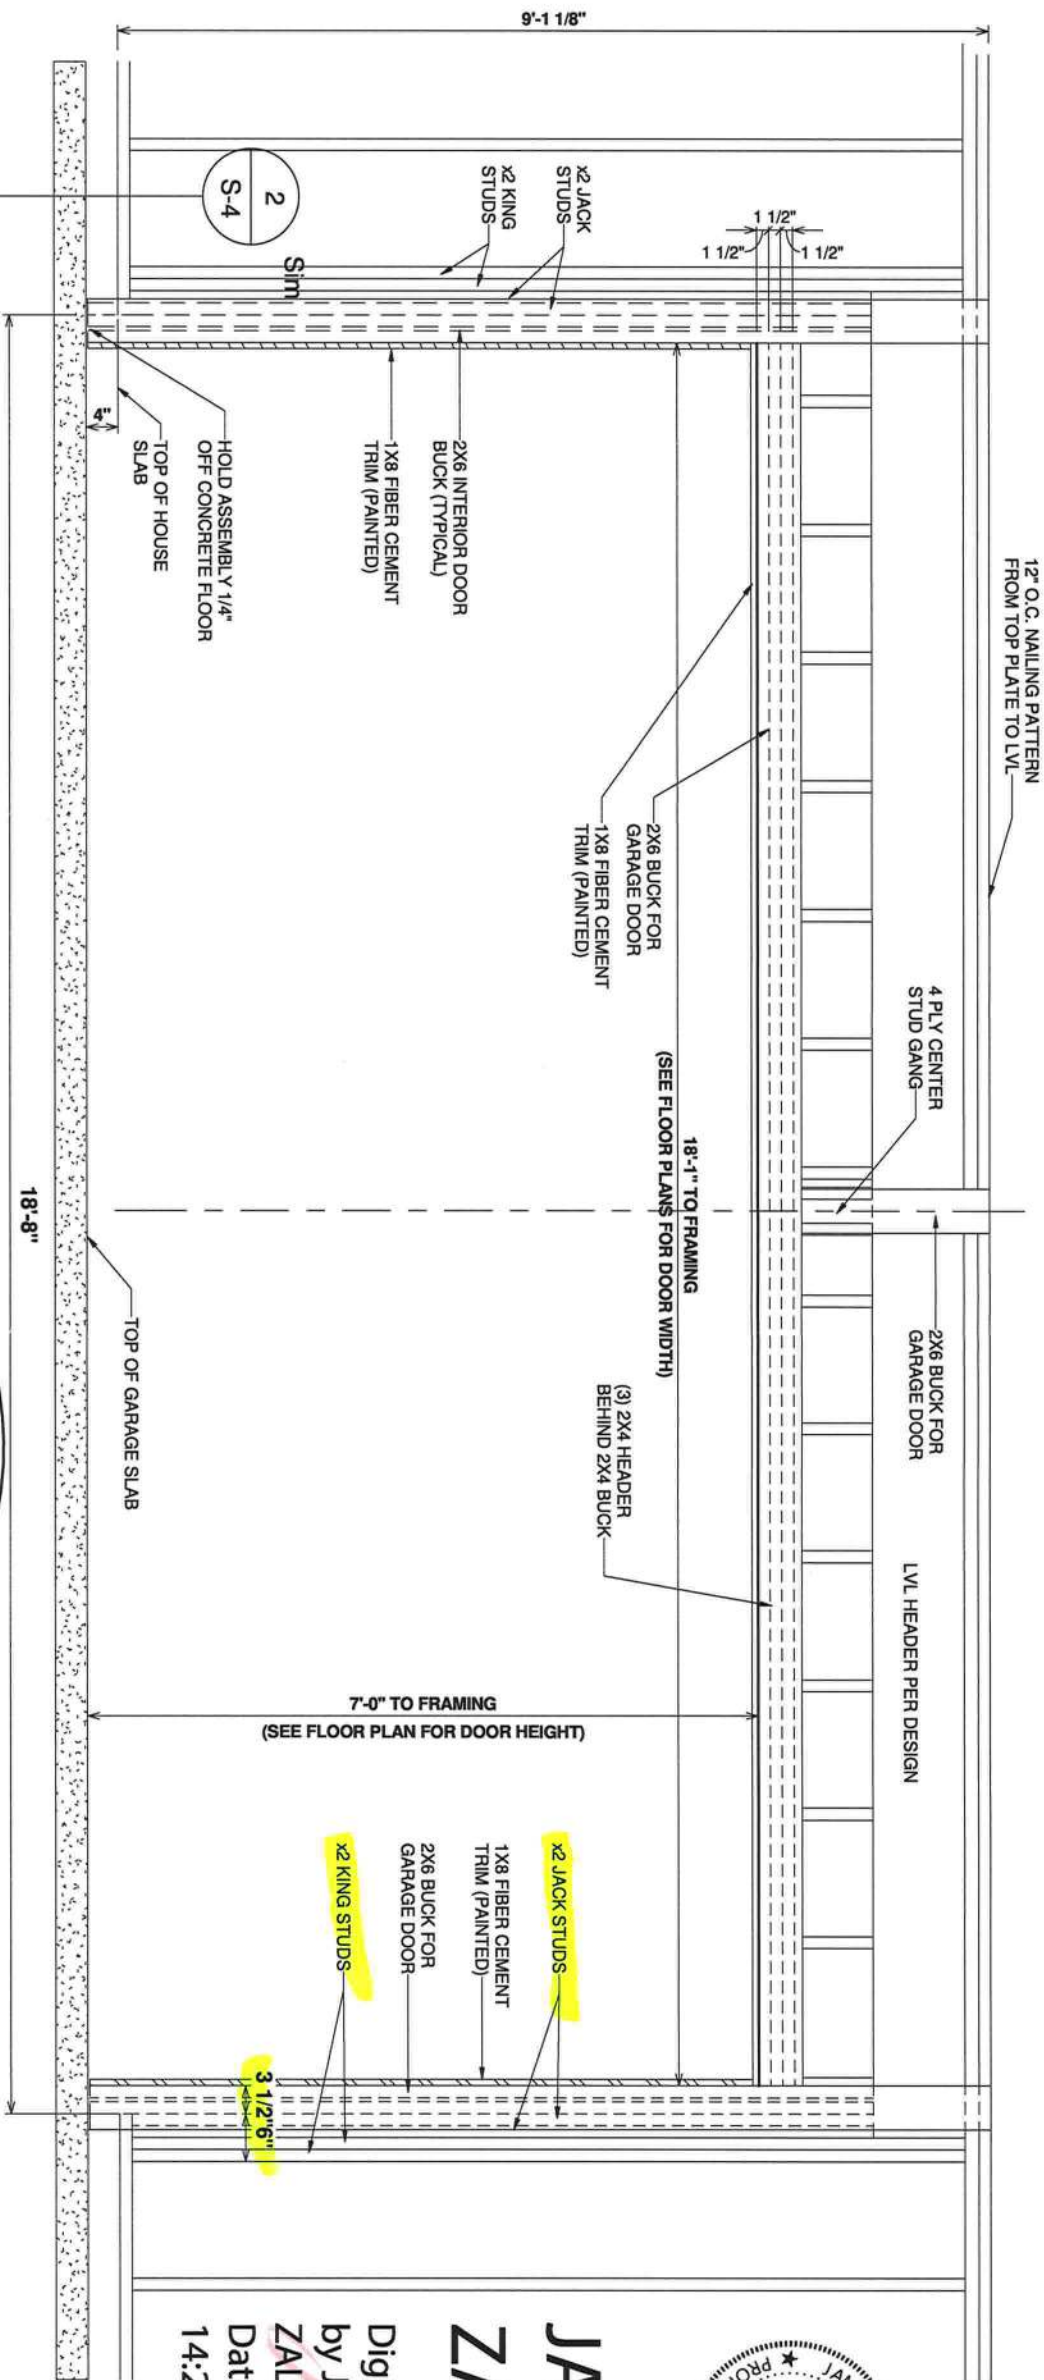 9'-1 1/8"
12" O.C. NAILING PATTERN
FROM TOP PLATE TO LVL
x2 JACK
STUDS
x2 KING
STUDS
2
S-4
Sim
1 1/2"
1 1/2"
1 1/2"
4"
HOLD ASSEMBLY 1/4"
OFF CONCRETE FLOOR
TOP OF HOUSE
SLAB
2X6 INTERIOR DOOR
BUCK (TYPICAL)
1X8 FIBER CEMENT
TRIM (PAINTED)
2X6 BUCK FOR
GARAGE DOOR
1X8 FIBER CEMENT
TRIM (PAINTED)
4 PLY CENTER
STUD GANG
18'-1" TO FRAMING
(SEE FLOOR PLANS FOR DOOR WIDTH)
2X6 BUCK FOR
GARAGE DOOR
(3) 2X4 HEADER
BEHIND 2X4 BUCK
TOP OF GARAGE SLAB
LVL HEADER PER DESIGN
7'-0" TO FRAMING
(SEE FLOOR PLAN FOR DOOR HEIGHT)
x2 JACK STUDS
1X8 FIBER CEMENT
TRIM (PAINTED)
2X6 BUCK FOR
GARAGE DOOR
x2 KING STUDS
3 1/2"
6"
18'-8"
JA
ZA
Dig
by J
ZAL
Dat
14:2